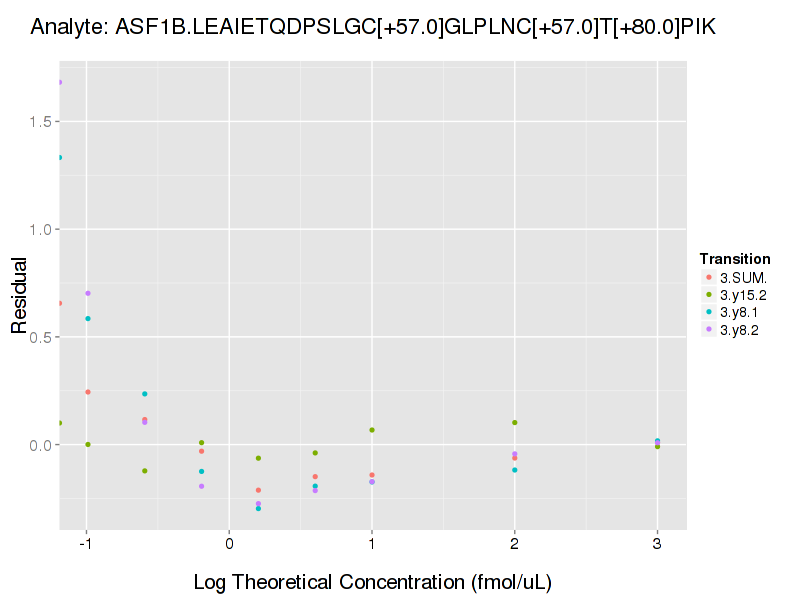 Analyte: ASF1B.LEAIETQDPSLGC[+57.0]GLPLNC[+57.0]T[+80.0]PIK
1.5
1.0
0.5
0.0
Residual
-1 0 1 2 3
Log Theoretical Concentration (fmol/uL)
Transition
3.SUM.
3.y15.2
3.y8.1
3.y8.2